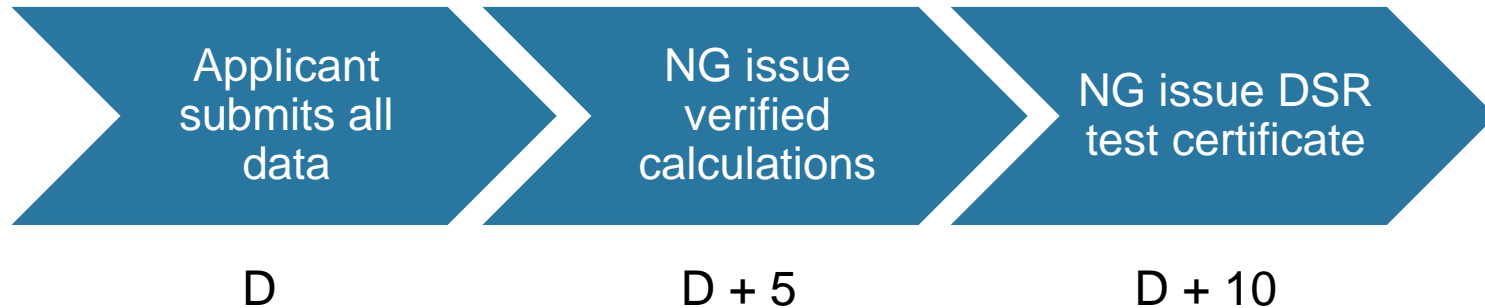 Applicant
submits all
data
NG issue
verified
calculations
NG issue DSR
test certificate
D
D + 5
D + 10